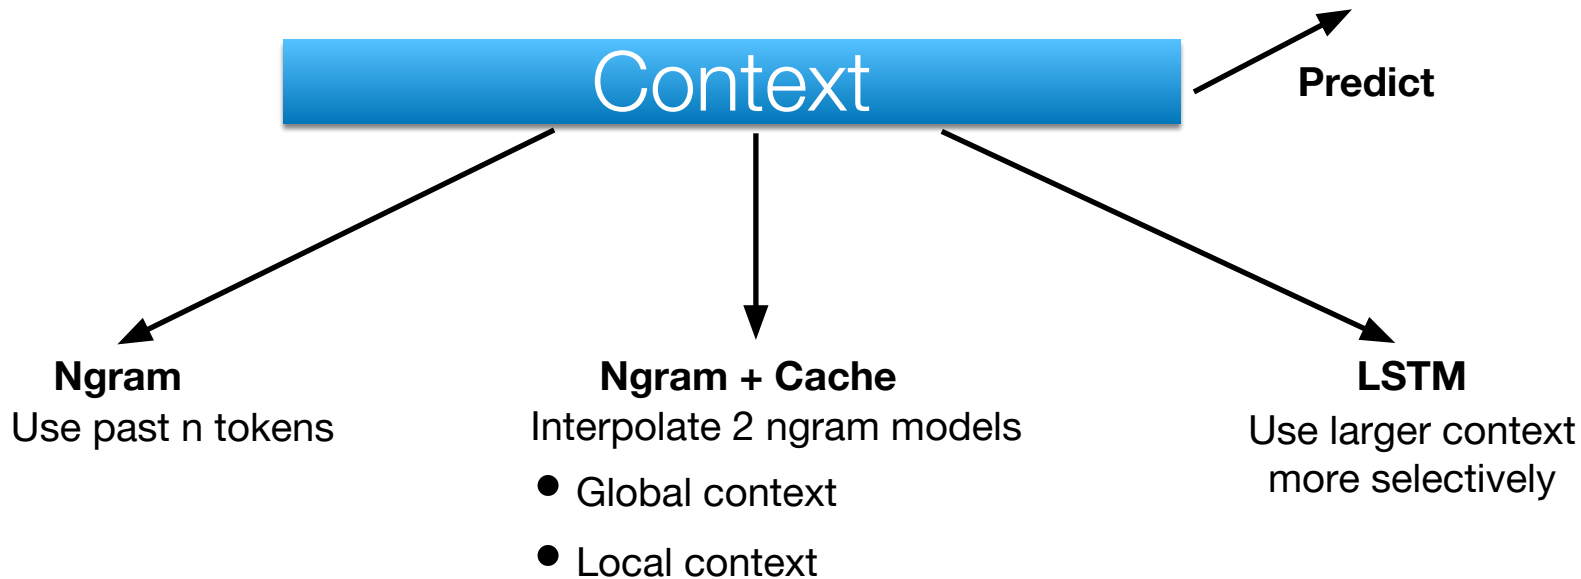 Context
Predict
Ngram
Use past n tokens
Ngram + Cache
Interpolate 2 ngram models
• Global context
• Local context
LSTM
Use larger context
more selectively